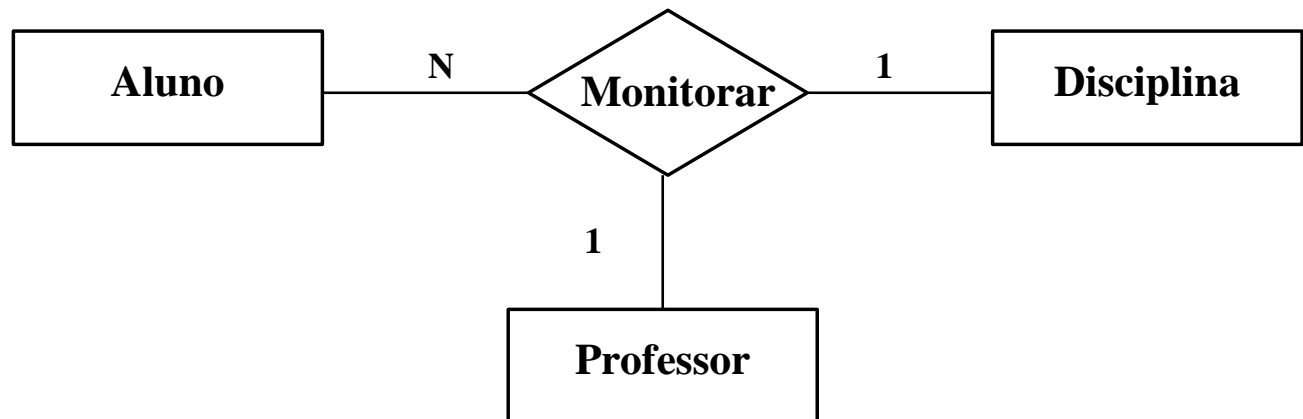 Aluno
N
Monitorar
1
Disciplina
1
Professor